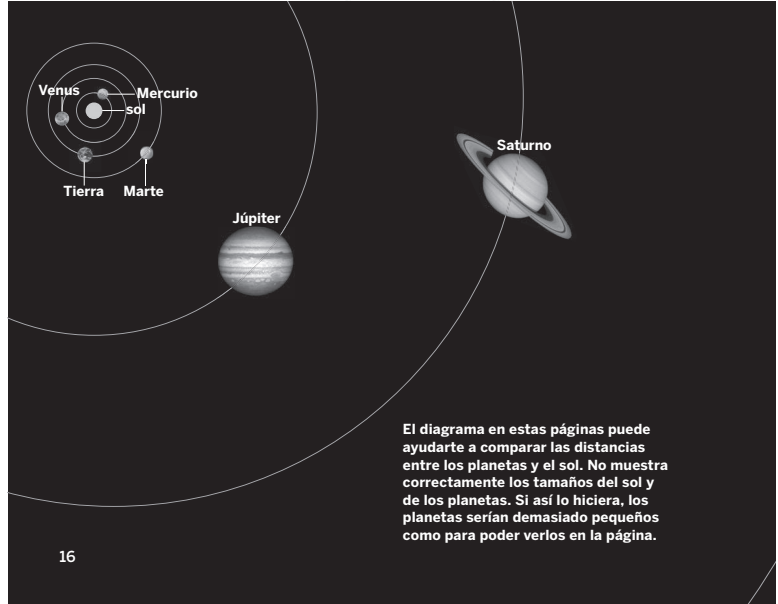 Venus
Mercurio
sol
Tierra
Marte
Saturno
Júpiter
El diagrama en estas páginas puede
ayudarte a comparar las distancias
entre los planetas y el sol. No muestra
correctamente los tamaños del sol y
de los planetas. Si así lo hiciera, los
planetas serían demasiado pequeños
como para poder verlos en la página.
16